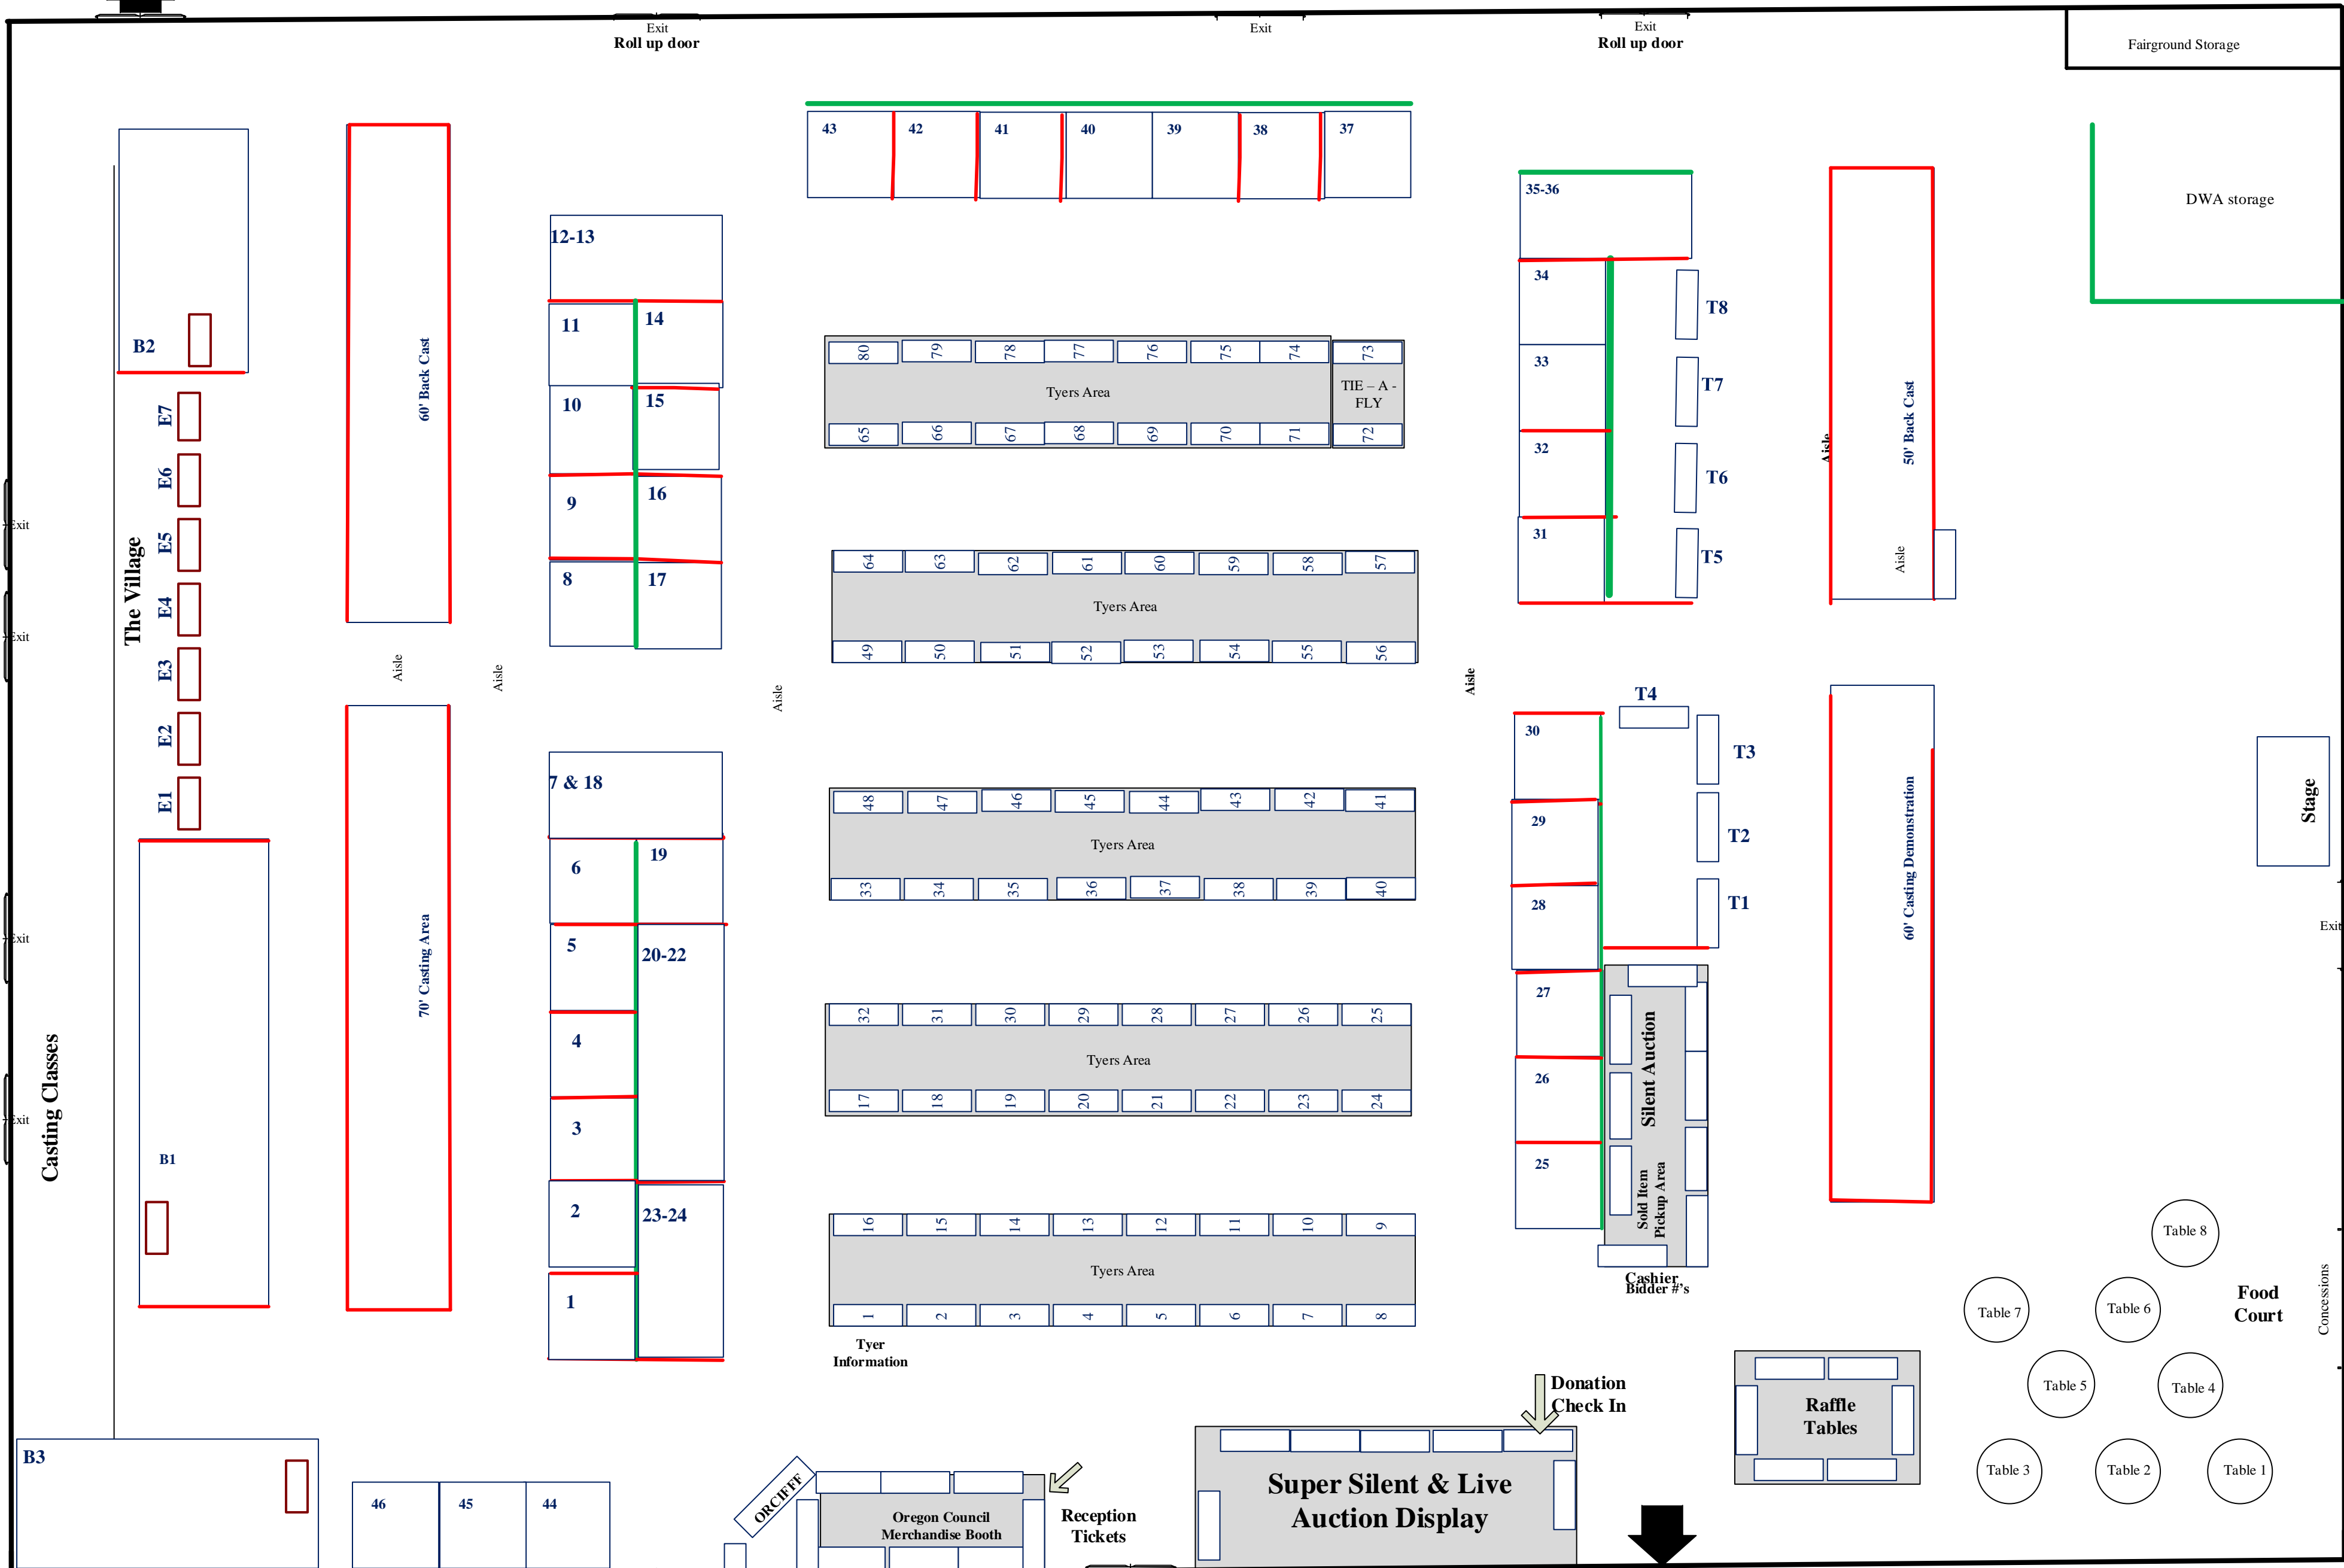 Exit
Roll up door
Exit
Exit
Roll up door
Fairground Storage
DWA storage
43
42
41
40
39
38
37
35-36
34
33
32
31
T8
T7
T6
T5
12-13
11
14
10
15
9
16
8
17
B2
E7
E6
E5
E4
E3
E2
E1
The Village
Exit
Exit
Exit
Exit
60' Back Cast
Aisle
Aisle
Aisle
80
79
78
77
76
75
74
73
Tyers Area
TIE – A -
FLY
65
66
67
68
69
70
71
72
64
63
62
61
60
59
58
57
Tyers Area
49
50
51
52
53
54
55
56
Aisle
Aisle
50' Back Cast
Aisle
7 & 18
6
19
5
20-22
4
3
2
23-24
1
70' Casting Area
Casting Classes
B1
48
47
46
45
44
43
42
41
Tyers Area
33
34
35
36
37
38
39
40
32
31
30
29
28
27
26
25
Tyers Area
17
18
19
20
21
22
23
24
16
15
14
13
12
11
10
9
Tyers Area
1
2
3
4
5
6
7
8
Tyer
Information
30
29
28
27
26
25
T4
T3
T2
T1
Silent Auction
Sold Item
Pickup Area
Cashier
Bidder #'s
60' Casting Demonstration
Stage
Exit
Table 8
Table 7
Table 6
Food
Court
Concessions
Table 5
Table 4
Table 3
Table 2
Table 1
Raffle
Tables
Donation
Check In
Super Silent & Live
Auction Display
Reception
Tickets
ORCIFFF
Oregon Council
Merchandise Booth
B3
46
45
44